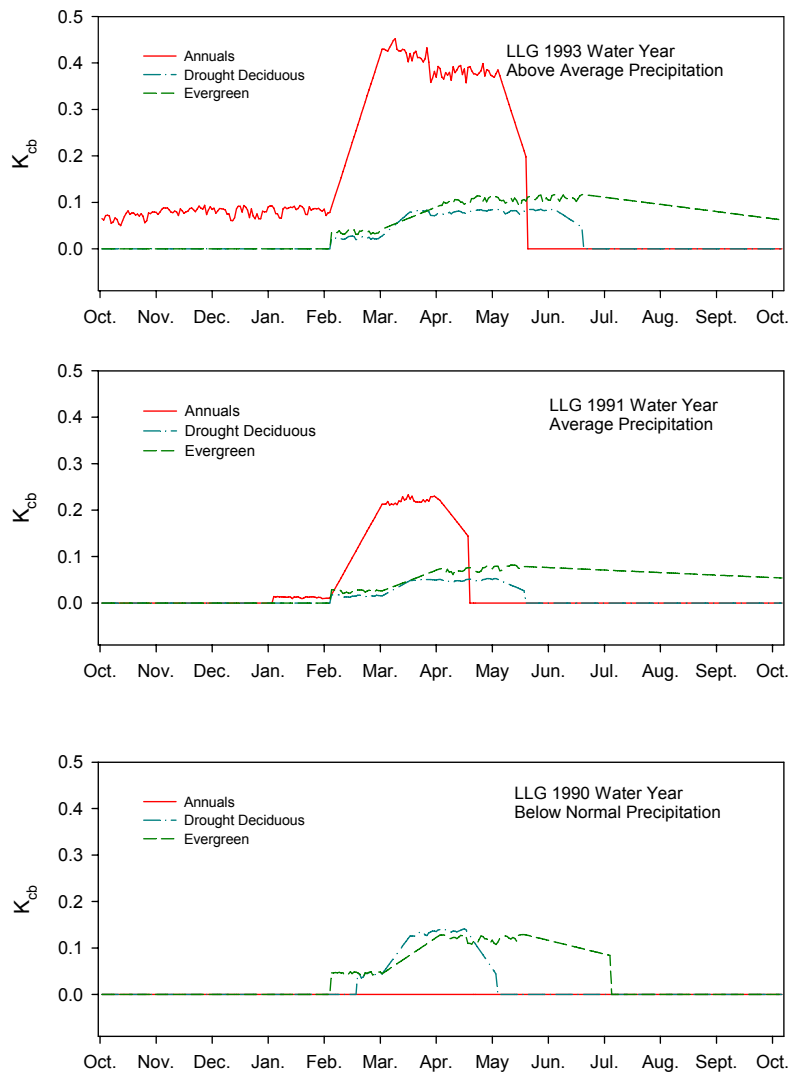 0.5
0.4
0.3
0.2
0.1
0.0
K_cb
Annuals
Drought Deciduous
Evergreen
LLG 1993 Water Year
Above Average Precipitation
Oct. Nov. Dec. Jan. Feb. Mar. Apr. May Jun. Jul. Aug. Sept. Oct.
0.5
0.4
0.3
0.2
0.1
0.0
K_cb
Annuals
Drought Deciduous
Evergreen
LLG 1991 Water Year
Average Precipitation
Oct. Nov. Dec. Jan. Feb. Mar. Apr. May Jun. Jul. Aug. Sept. Oct.
0.5
0.4
0.3
0.2
0.1
0.0
K_cb
Annuals
Drought Deciduous
Evergreen
LLG 1990 Water Year
Below Normal Precipitation
Oct. Nov. Dec. Jan. Feb. Mar. Apr. May Jun. Jul. Aug. Sept. Oct.